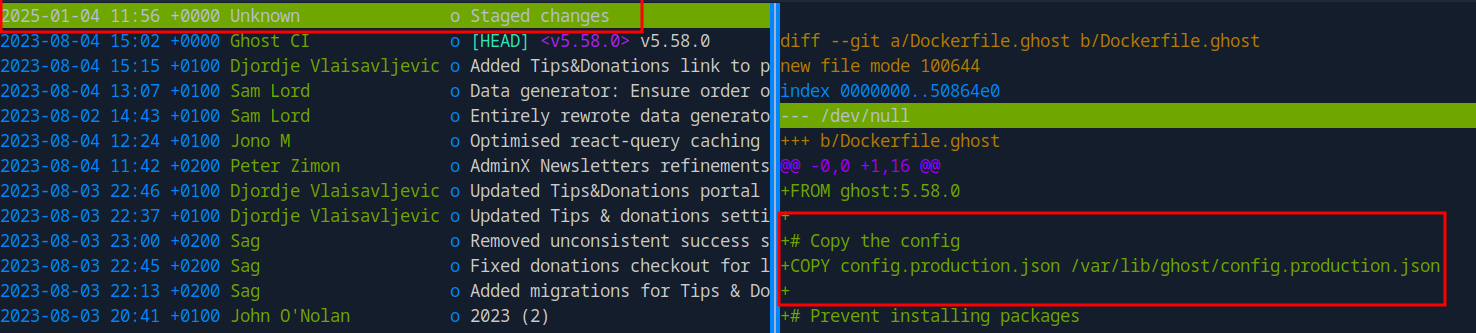 2025-01-04 11:56 +0000 Unknown o Staged changes
2023-08-04 15:02 +0000 Ghost CI o [HEAD] <v5.58.0> v5.58.0
2023-08-04 15:15 +0100 Djordje Vlaisavljevic o Added Tips&Donations link to p
2023-08-04 13:07 +0100 Sam Lord o Data generator: Ensure order o
2023-08-02 14:43 +0100 Sam Lord o Entirely rewrote data generato
2023-08-04 12:24 +0100 Jono M o Optimised react-query caching
2023-08-04 11:42 +0200 Peter Zimon o AdminX Newsletters refinements
2023-08-03 22:46 +0100 Djordje Vlaisavljevic o Updated Tips&Donations portal
2023-08-03 22:37 +0100 Djordje Vlaisavljevic o Updated Tips & donations setti
2023-08-03 23:00 +0200 Sag o Removed unconsistent success s
2023-08-03 22:45 +0200 Sag o Fixed donations checkout for l
2023-08-03 22:13 +0200 Sag o Added migrations for Tips & Do
2023-08-03 20:41 +0100 John O'Nolan o 2023 (2)
diff --git a/Dockerfile.ghost b/Dockerfile.ghost
new file mode 100644
index 0000000..50864e0
--- /dev/null
+++ b/Dockerfile.ghost
@@ -0,0 +1,16 @@
+FROM ghost:5.58.0
+
+# Copy the config
+COPY config.production.json /var/lib/ghost/config.production.json
+
+# Prevent installing packages